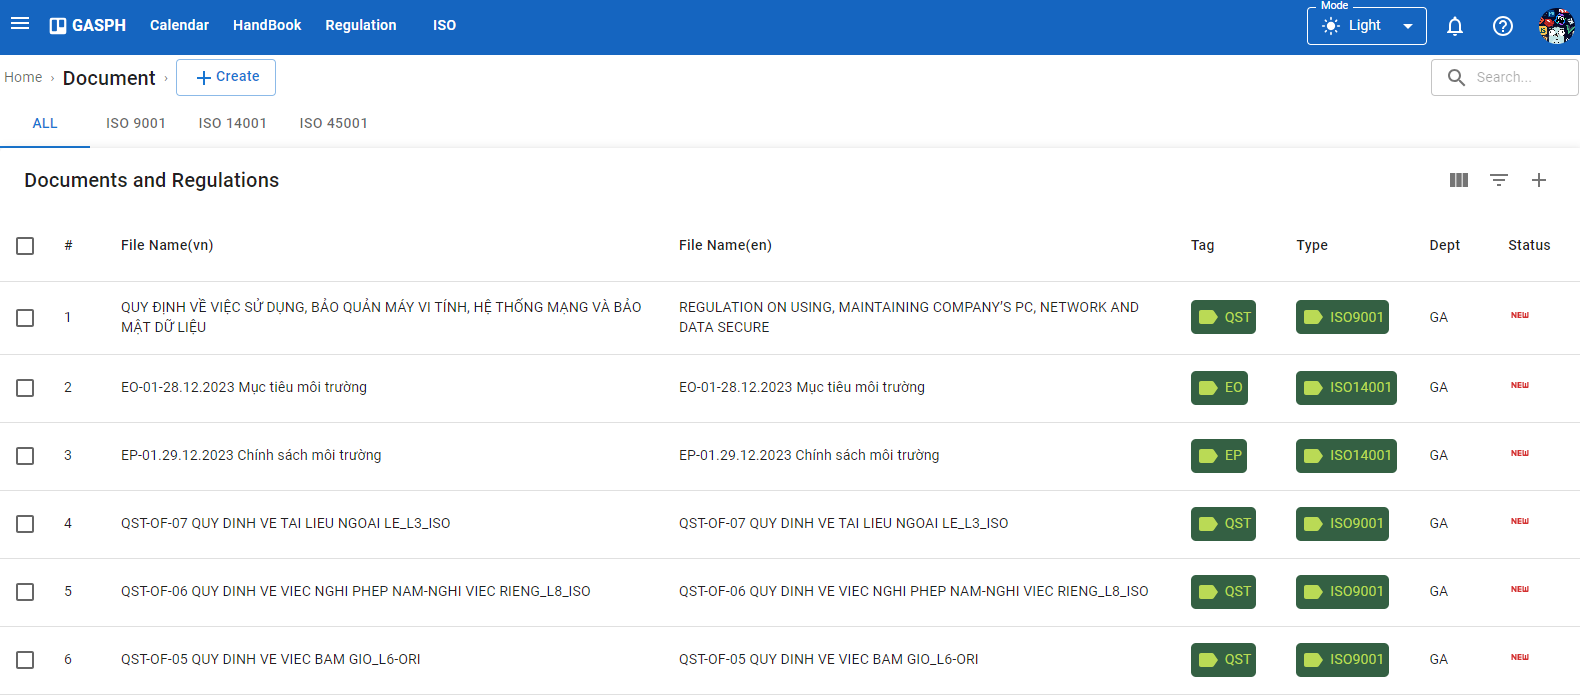 GASPH Calendar HandBook Regulation ISO Mode Light
Home › Document › + Create Search...
ALL ISO 9001 ISO 14001 ISO 45001
Documents and Regulations
# File Name(vn) File Name(en) Tag Type Dept Status
1 QUY ĐỊNH VỀ VIỆC SỬ DỤNG, BẢO QUẢN MÁY VI TÍNH, HỆ THỐNG MẠNG VÀ BẢO MẬT DỮ LIỆU REGULATION ON USING, MAINTAINING COMPANY’S PC, NETWORK AND DATA SECURE QST ISO9001 GA NEW
2 EO-01-28.12.2023 Mục tiêu môi trường EO-01-28.12.2023 Mục tiêu môi trường EO ISO14001 GA NEW
3 EP-01.29.12.2023 Chính sách môi trường EP-01.29.12.2023 Chính sách môi trường EP ISO14001 GA NEW
4 QST-OF-07 QUY DINH VE TAI LIEU NGOAI LE_L3_ISO QST-OF-07 QUY DINH VE TAI LIEU NGOAI LE_L3_ISO QST ISO9001 GA NEW
5 QST-OF-06 QUY DINH VE VIEC NGHI PHEP NAM-NGHI VIEC RIENG_L8_ISO QST-OF-06 QUY DINH VE VIEC NGHI PHEP NAM-NGHI VIEC RIENG_L8_ISO QST ISO9001 GA NEW
6 QST-OF-05 QUY DINH VE VIEC BAM GIO_L6-ORI QST-OF-05 QUY DINH VE VIEC BAM GIO_L6-ORI QST ISO9001 GA NEW